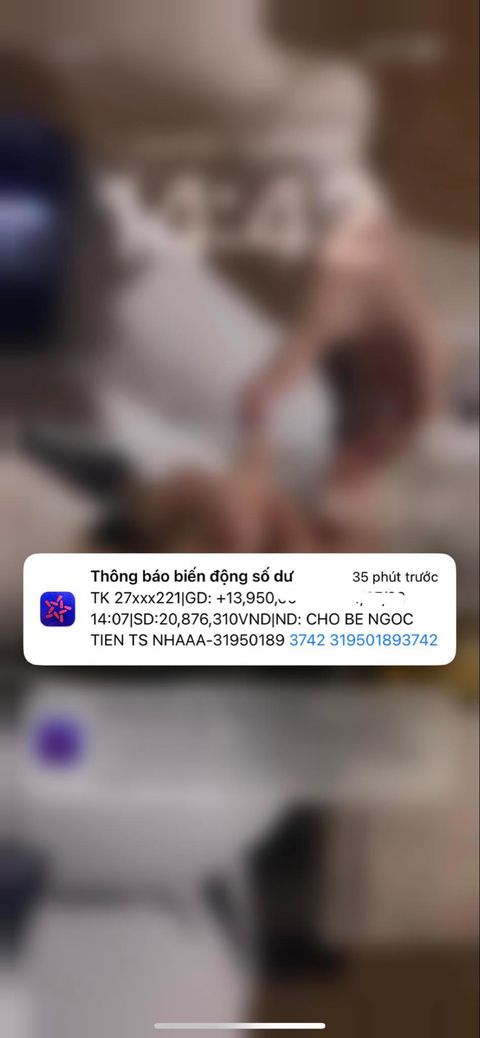 Thông báo biến động số dư
35 phút trước
TK 27xxx221|GD: +13,950,
14:07|SD:20,876,310VND|ND: CHO BE NGOC
TIEN TS NHAAA-31950189 3742 319501893742